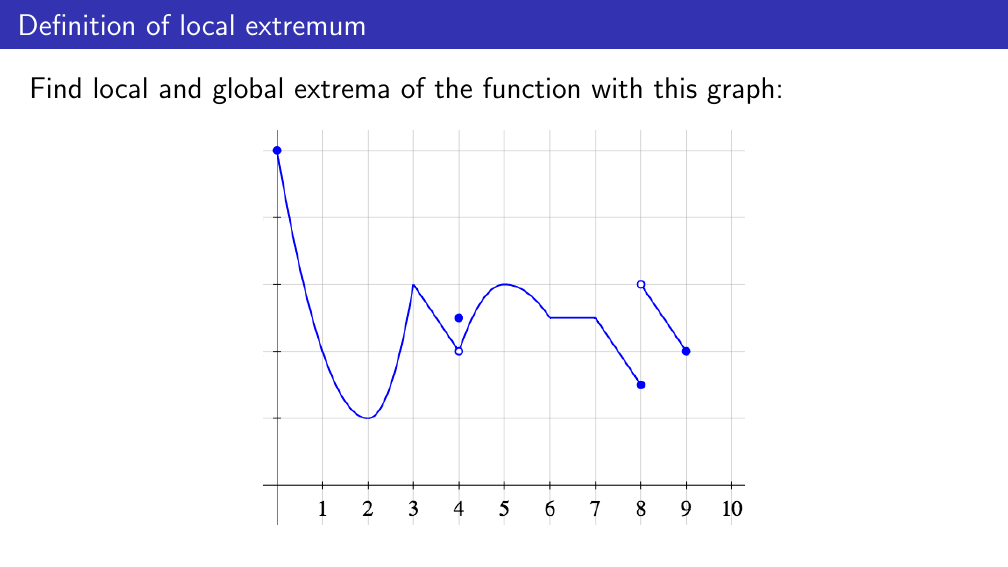 Definition of local extremum
Find local and global extrema of the function with this graph:
1 2 3 4 5 6 7 8 9 10